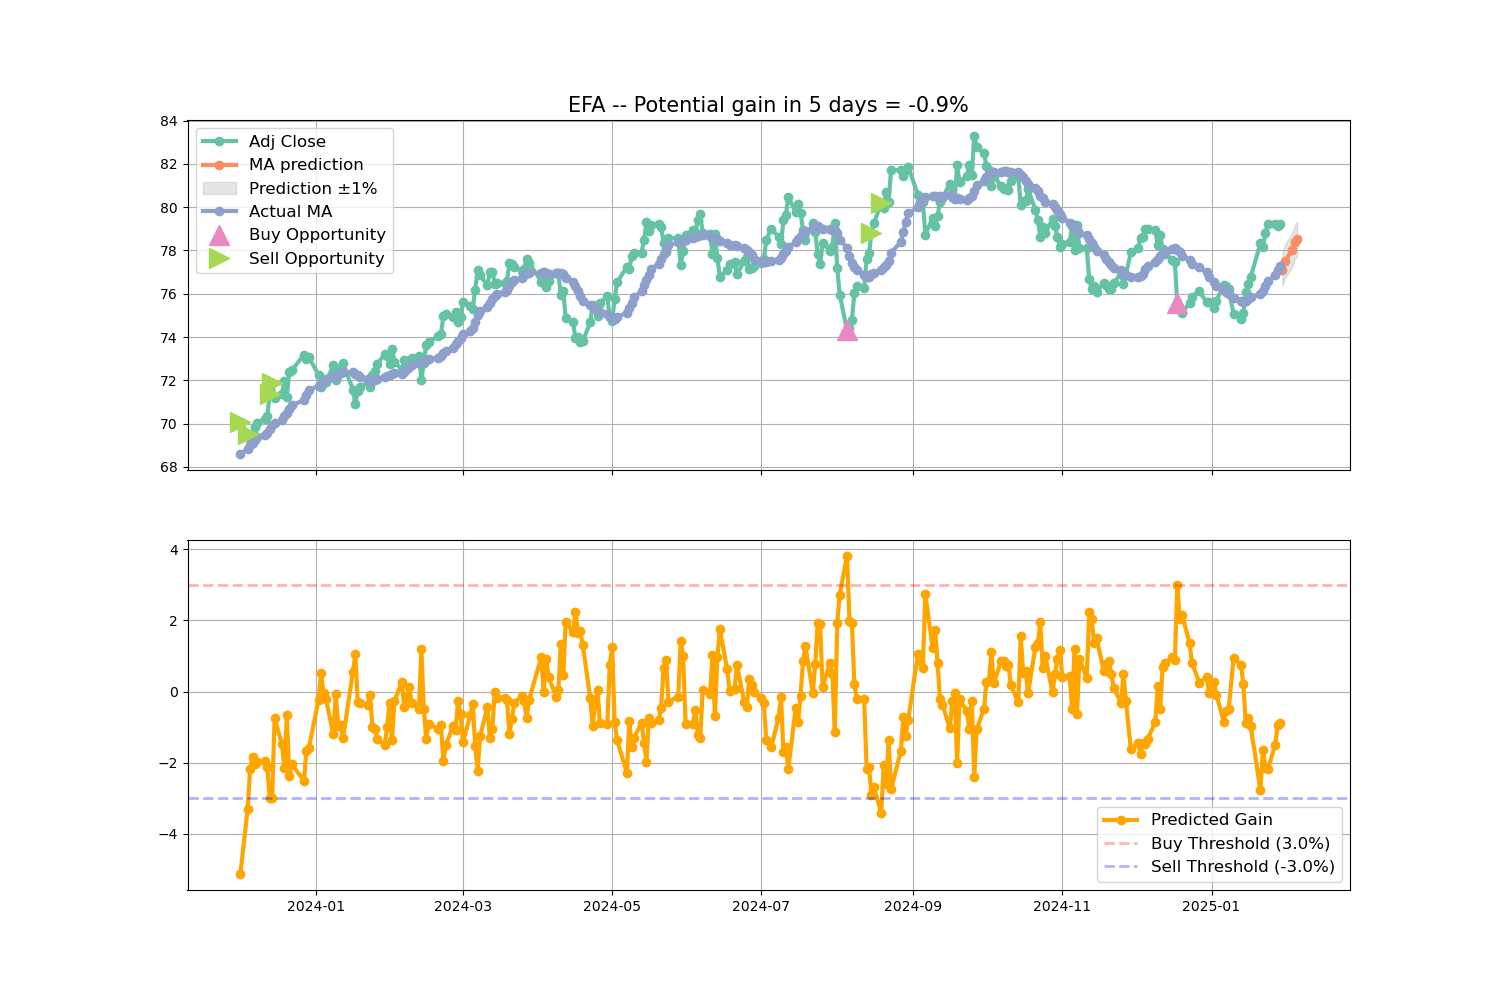 EFA -- Potential gain in 5 days = -0.9%
84
82
80
78
76
74
72
70
68
Adj Close
MA prediction
Prediction ±1%
Actual MA
Buy Opportunity
Sell Opportunity
4
2
0
−2
−4
Predicted Gain
Buy Threshold (3.0%)
Sell Threshold (-3.0%)
2024-01 2024-03 2024-05 2024-07 2024-09 2024-11 2025-01